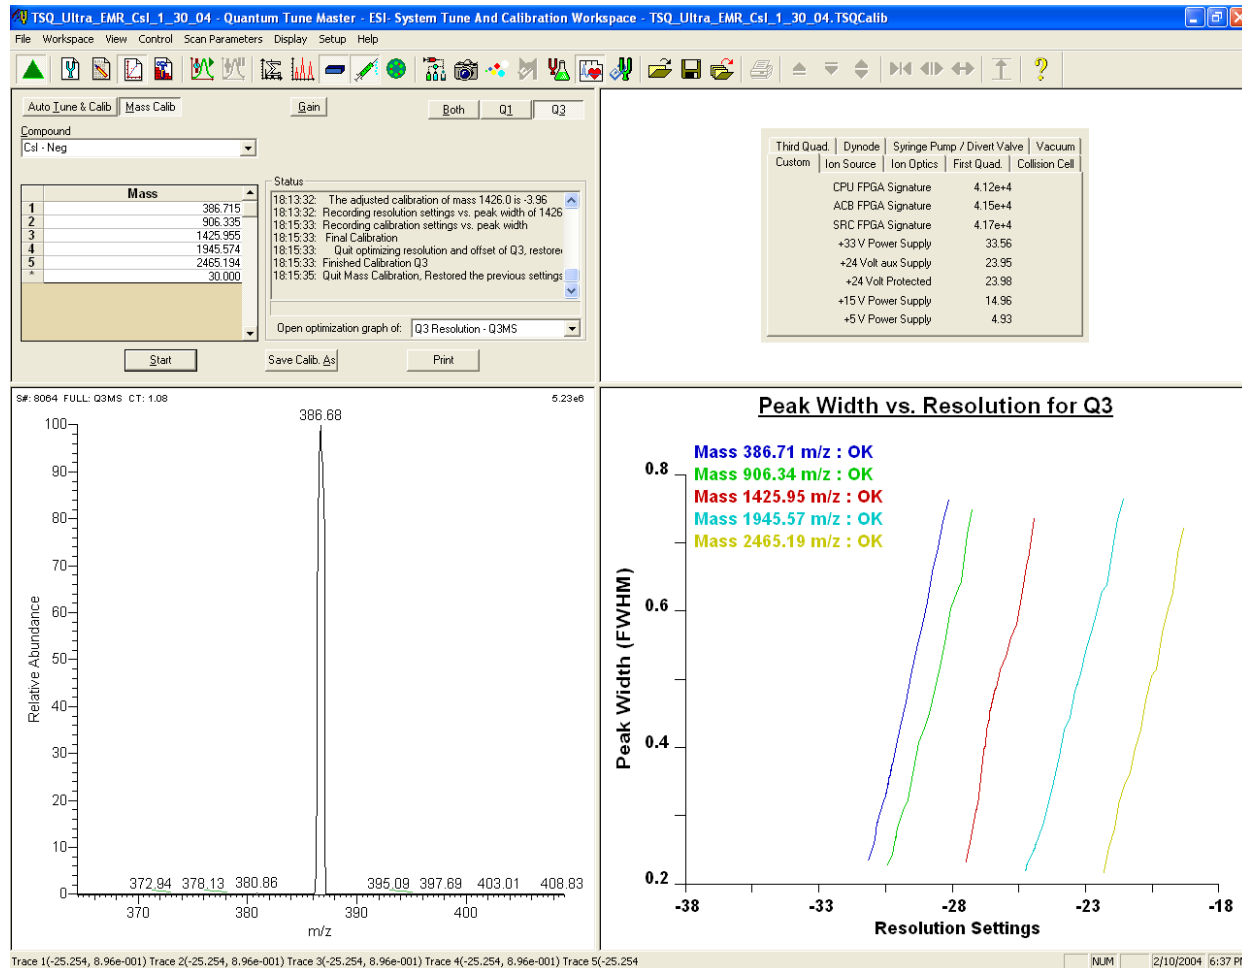 TSQ_Ultra_EMR_CsI_1_30_04 - Quantum Tune Master - ESI- System Tune And Calibration Workspace - TSQ_Ultra_EMR_CsI_1_30_04.TSQCalib
File Workspace View Control Scan Parameters Display Setup Help
Auto Tune & Calib Mass Calib Gain Both Q1 Q3
Compound
CsI - Neg
Mass
1 386.715
2 906.335
3 1425.955
4 1945.574
5 2465.194
* 30.000
Status
18:13:32: The adjusted calibration of mass 1426.0 is -3.96
18:13:32: Recording resolution settings vs. peak width of 1426
18:15:33: Recording calibration settings vs. peak width
18:15:33: Final Calibration
18:15:33: Quit optimizing resolution and offset of Q3, restore
18:15:33: Finished Calibration Q3
18:15:35: Quit Mass Calibration, Restored the previous settings
Open optimization graph of: Q3 Resolution - Q3MS
Start Save Calib. As Print
Third Quad. Dynode Syringe Pump / Divert Valve Vacuum
Custom Ion Source Ion Optics First Quad. Collision Cell
CPU FPGA Signature 4.12e+4
ACB FPGA Signature 4.15e+4
SRC FPGA Signature 4.17e+4
+33 V Power Supply 33.56
+24 Volt aux Supply 23.95
+24 Volt Protected 23.98
+15 V Power Supply 14.96
+5 V Power Supply 4.93
S#: 8064 FULL: Q3MS CT: 1.08 5.23e6
386.68
100
90
80
70
60
50
40
30
20
10
0
Relative Abundance
372.94 378.13 380.86 395.09 397.69 403.01 408.83
370 380 390 400
m/z
Peak Width vs. Resolution for Q3
Mass 386.71 m/z : OK
Mass 906.34 m/z : OK
Mass 1425.95 m/z : OK
Mass 1945.57 m/z : OK
Mass 2465.19 m/z : OK
0.8
0.6
0.4
0.2
Peak Width (FWHM)
-38 -33 -28 -23 -18
Resolution Settings
Trace 1(-25.254, 8.96e-001) Trace 2(-25.254, 8.96e-001) Trace 3(-25.254, 8.96e-001) Trace 4(-25.254, 8.96e-001) Trace 5(-25.254
NUM 2/10/2004 6:37 PM